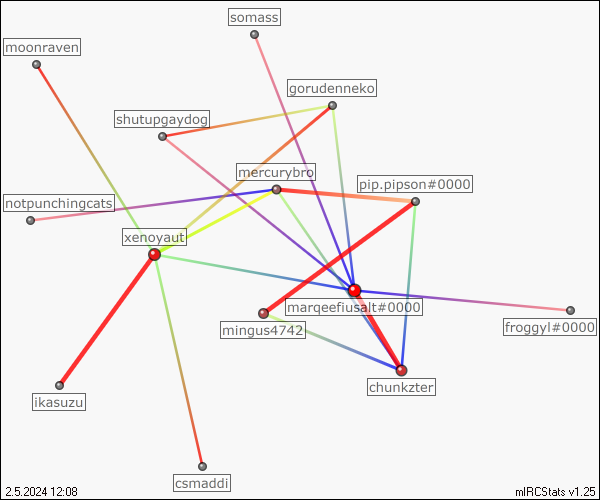 somass
moonraven
gorudenneko
shutupgaydog
mercurybro
pip.pipson#0000
notpunchingcats
xenoyaut
marqeefiusalt#0000
mingus4742
froggyl#0000
chunkzter
ikasuzu
csmaddi
2.5.2024 12:08
mIRCStats v1.25